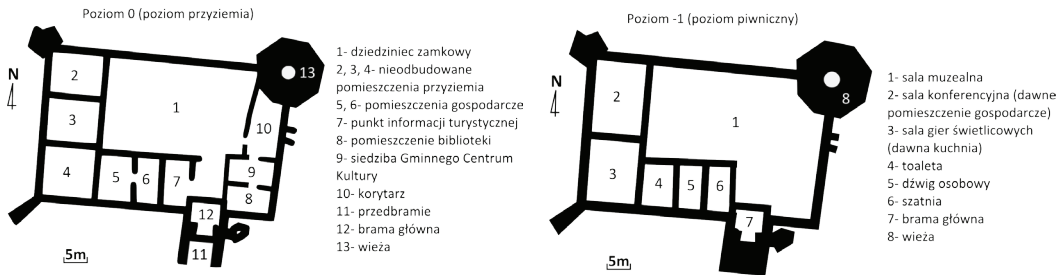 Poziom 0 (poziom przyziemia)
N
1
2
3
4
5
6
7
8
9
10
11
12
13
5m
1- dziedziniec zamkowy
2, 3, 4- nieodbudowane
pomieszczenia przyziemia
5, 6- pomieszczenia gospodarcze
7- punkt informacji turystycznej
8- pomieszczenie biblioteki
9- siedziba Gminnego Centrum
Kultury
10- korytarz
11- przedbramie
12- brama główna
13- wieża
Poziom -1 (poziom piwniczny)
N
1
2
3
4
5
6
7
8
5m
1- sala muzealna
2- sala konferencyjna (dawne
pomieszczenie gospodarcze)
3- sala gier świetlicowych
(dawna kuchnia)
4- toaleta
5- dźwig osobowy
6- szatnia
7- brama główna
8- wieża